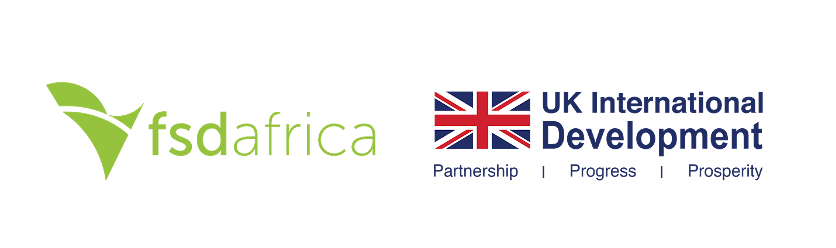 fsdafrica
UK International
Development
Partnership | Progress | Prosperity